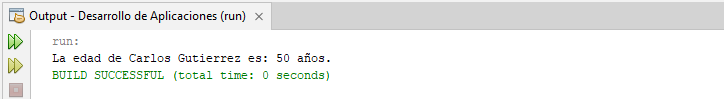 Output - Desarrollo de Aplicaciones (run)
run:
La edad de Carlos Gutierrez es: 50 años.
BUILD SUCCESSFUL (total time: 0 seconds)